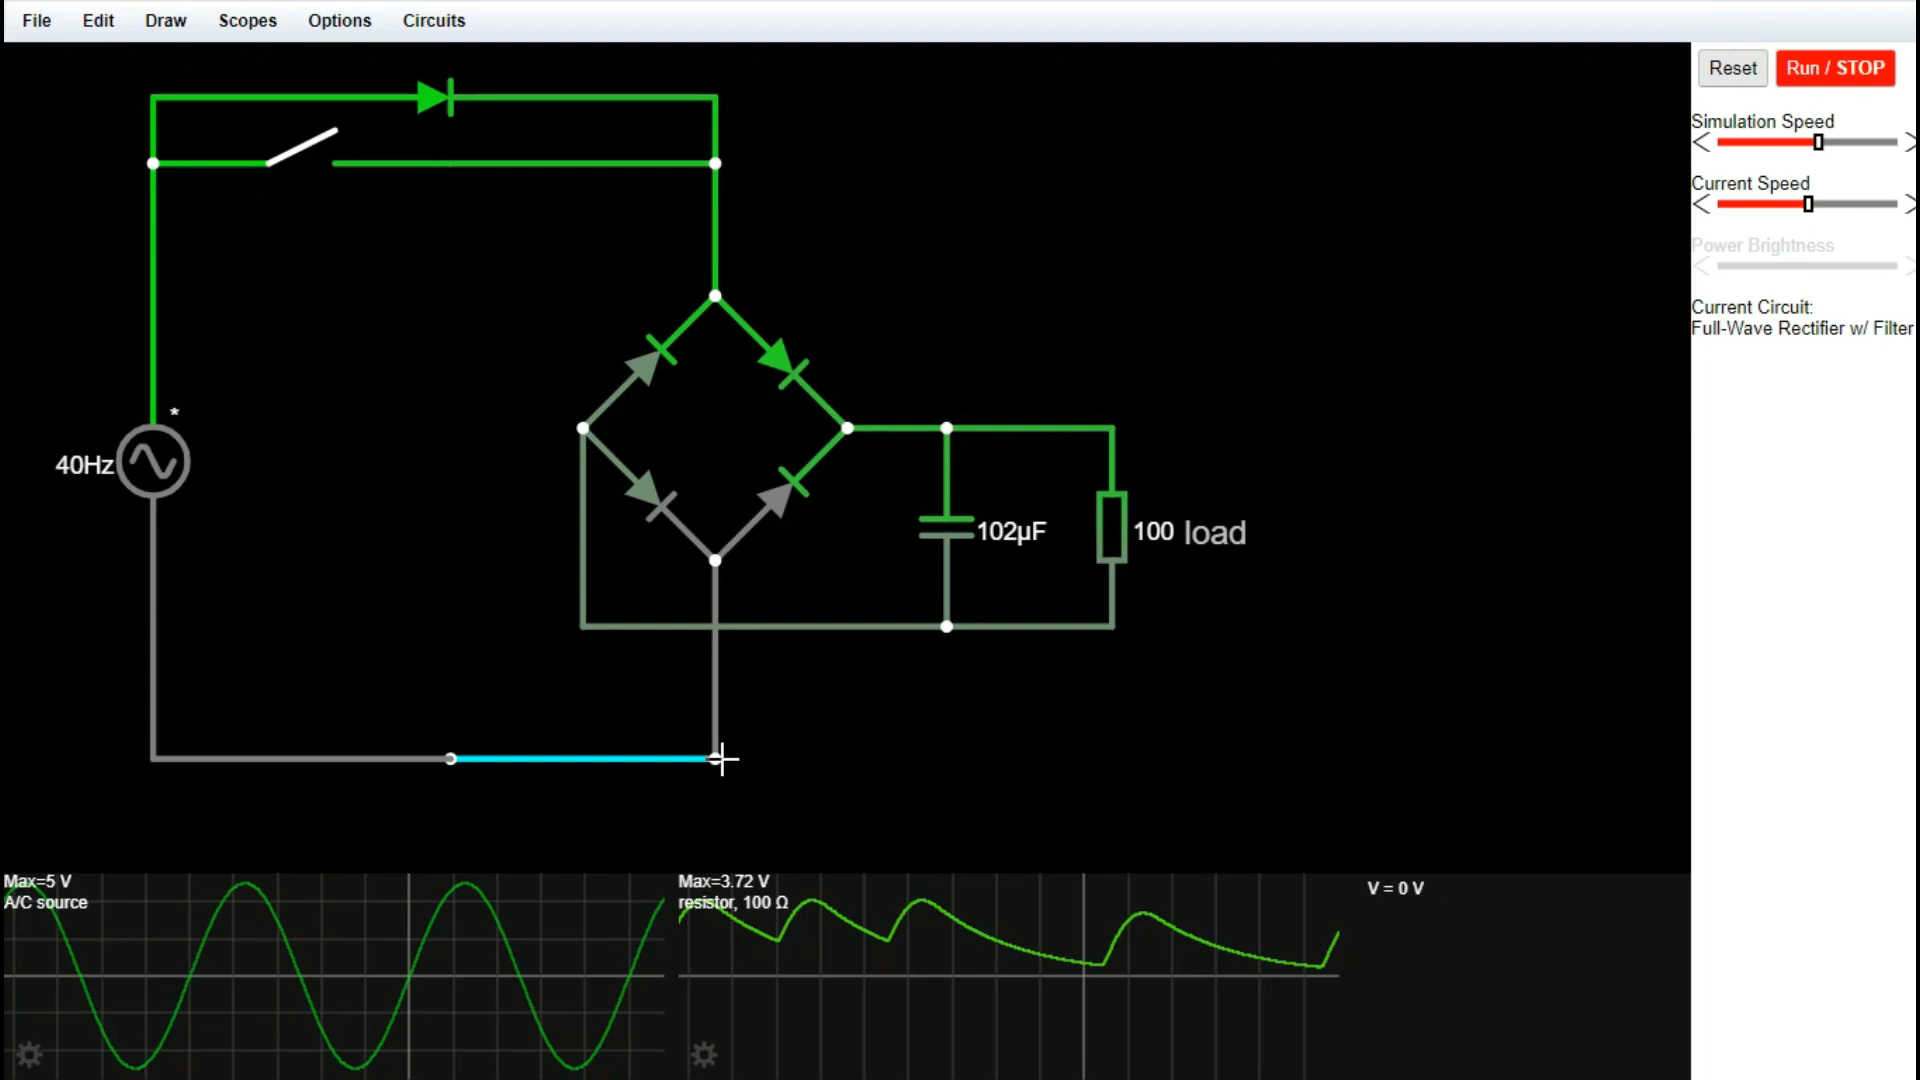 File Edit Draw Scopes Options Circuits
Reset Run / STOP
Simulation Speed
Current Speed
Power Brightness
Current Circuit:
Full-Wave Rectifier w/ Filter
*
40Hz
102µF
100 load
Max=5 V
A/C source
Max=3.72 V
resistor, 100 Ω
V = 0 V